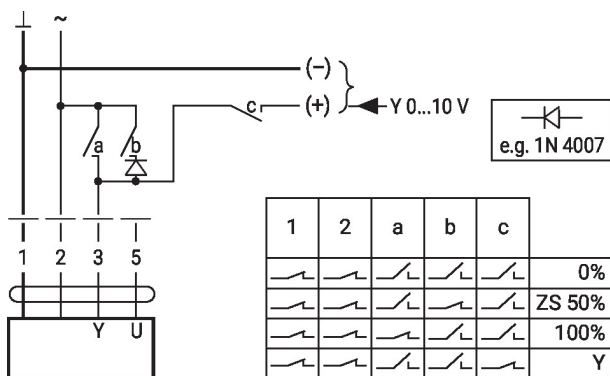 ⊥ ~
(–)
c (+) Y 0...10 V
a b
e.g. 1N 4007
1 2 3 5
Y U
1 2 a b c
0%
ZS 50%
100%
Y